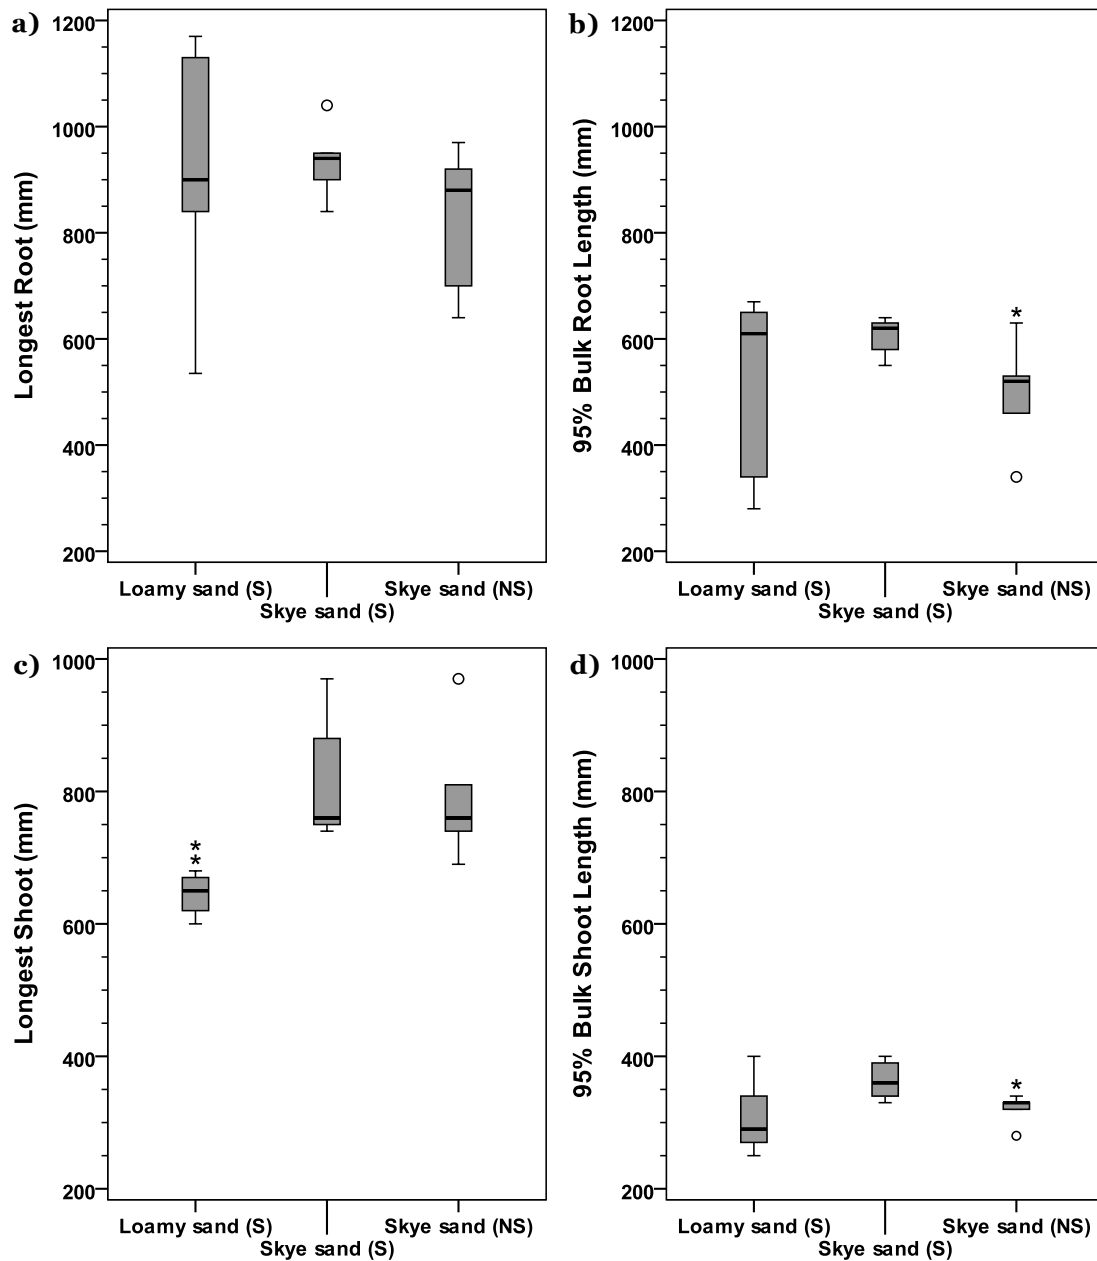 a)
1200
1000
800
600
400
200
Longest Root (mm)
Loamy sand (S)
Skye sand (S)
Skye sand (NS)
b)
1200
1000
800
600
400
200
95% Bulk Root Length (mm)
*
Loamy sand (S)
Skye sand (S)
Skye sand (NS)
c)
1000
800
600
400
200
Longest Shoot (mm)
*
*
Loamy sand (S)
Skye sand (S)
Skye sand (NS)
d)
1000
800
600
400
200
95% Bulk Shoot Length (mm)
*
Loamy sand (S)
Skye sand (S)
Skye sand (NS)